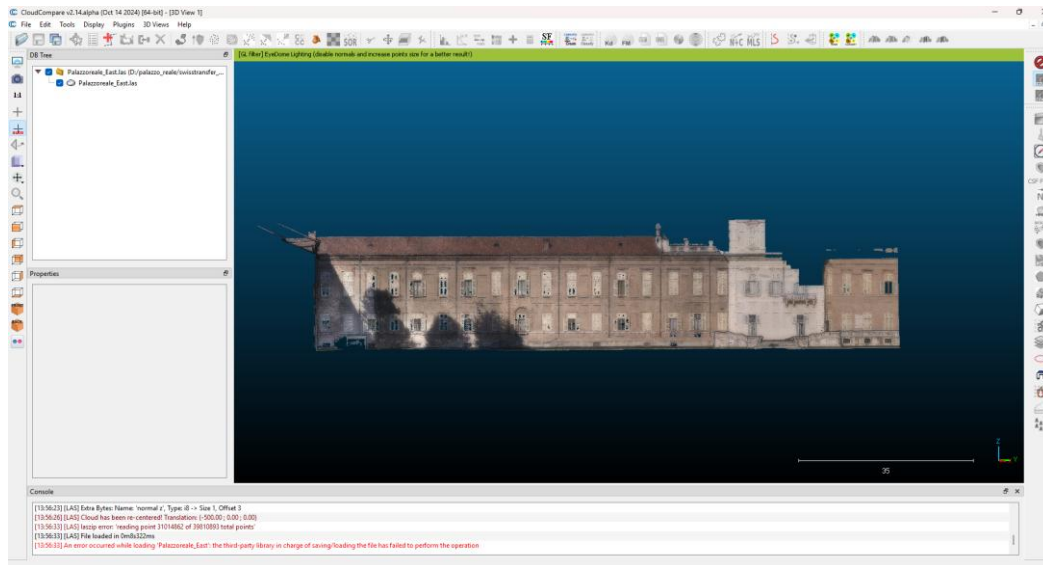 CloudCompare v2.14.alpha (Oct 14 2024) [64-bit] - [3D View 1]
File Edit Tools Display Plugins 3D Views Help
SOR
SF
N+C MLS
DB Tree
[GL filter] EyeDome Lighting (disable normals and increase points size for a better result!)
Palazzoreale_East.las (D:/palazzo_reale/swisstransfer_...
Palazzoreale_East.las
1:1
Properties
Z
Y
35
Console
[13:56:23] [LAS] Extra Bytes: Name: 'normal z', Type: i8 -> Size 1, Offset 3
[13:56:26] [LAS] Cloud has been re-centered! Translation: (-500.00 ; 0.00 ; 0.00)
[13:56:33] [LAS] laszip error: 'reading point 31014862 of 39810893 total points'
[13:56:33] [LAS] File loaded in 0m8s322ms
[13:56:33] An error occurred while loading 'Palazzoreale_East': the third-party library in charge of saving/loading the file has failed to perform the operation